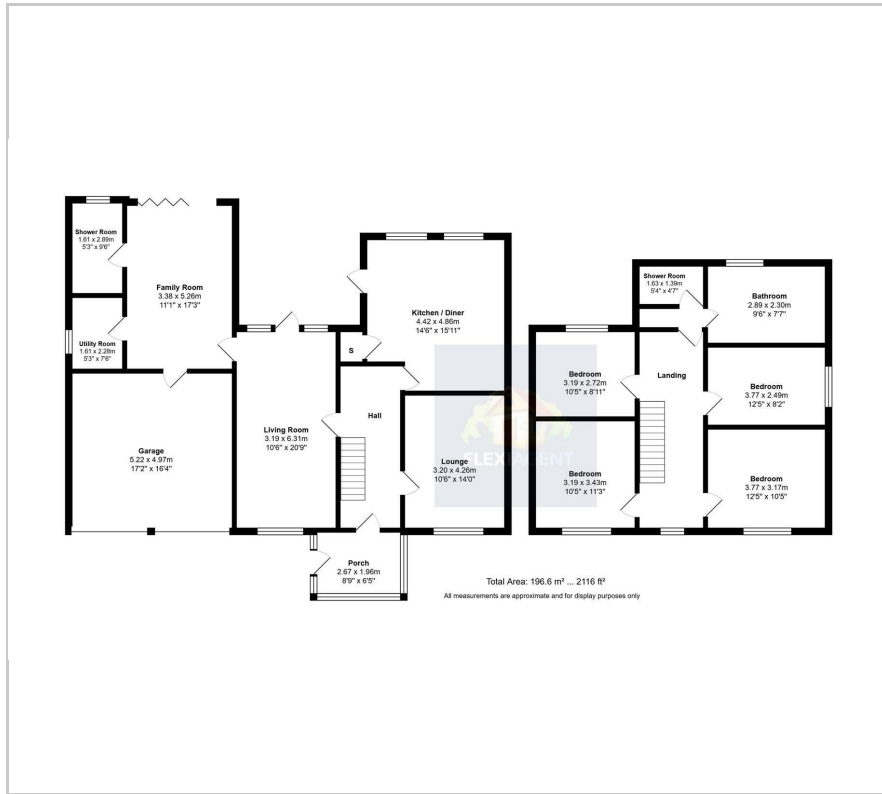 Shower Room
1.61 x 2.89m
5'3" x 9'6"
Family Room
3.38 x 5.26m
11'1" x 17'3"
Utility Room
1.61 x 2.28m
5'3" x 7'6"
Garage
5.22 x 4.97m
17'2" x 16'4"
Living Room
3.19 x 6.31m
10'6" x 20'9"
Kitchen / Diner
4.42 x 4.86m
14'6" x 15'11"
S
Hall
Lounge
3.20 x 4.26m
10'6" x 14'0"
Porch
2.67 x 1.96m
8'9" x 6'5"
Shower Room
1.63 x 1.39m
5'4" x 4'7"
Bathroom
2.89 x 2.30m
9'6" x 7'7"
Bedroom
3.19 x 2.72m
10'5" x 8'11"
Landing
Bedroom
3.77 x 2.49m
12'5" x 8'2"
Bedroom
3.19 x 3.43m
10'5" x 11'3"
Bedroom
3.77 x 3.17m
12'5" x 10'5"
FLEXIAGENT
Total Area: 196.6 m² ... 2116 ft²
All measurements are approximate and for display purposes only